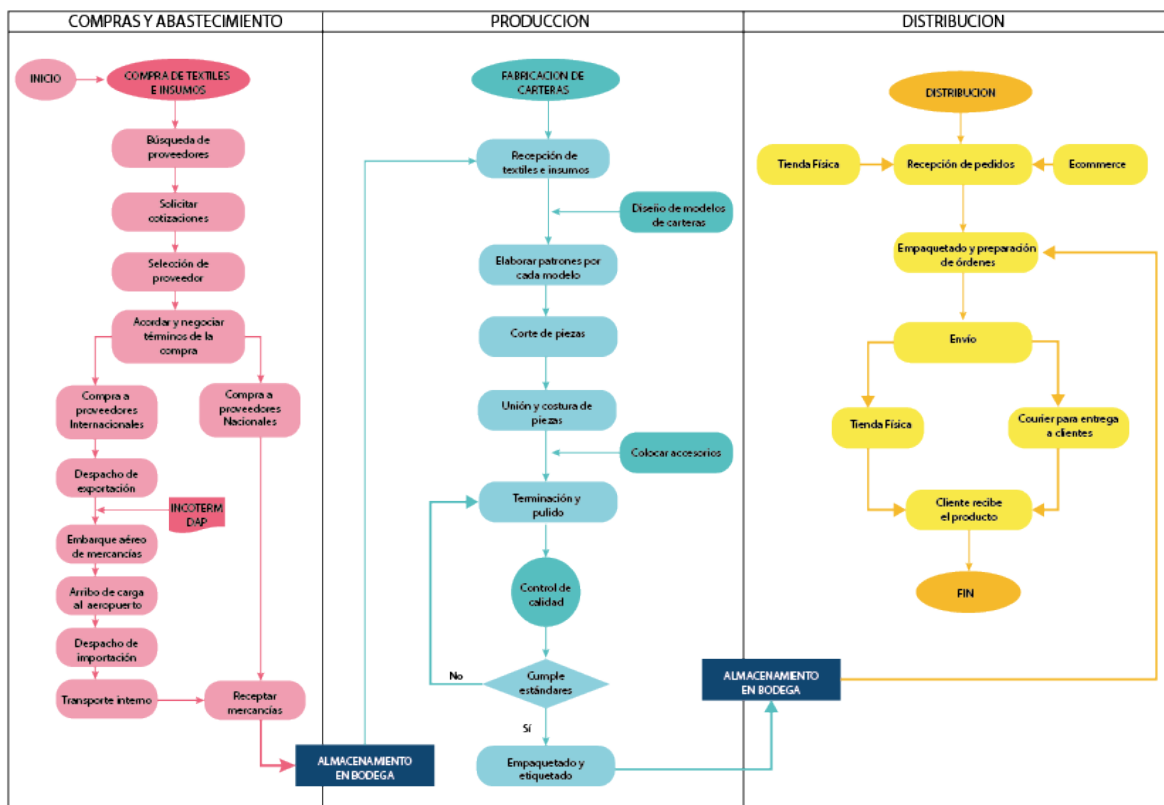 COMPRAS Y ABASTECIMIENTO
INICIO
COMPRA DE TEXTILES
E INSUMOS
Búsqueda de
proveedores
Solicitar
cotizaciones
Selección de
proveedor
Acordar y negociar
términos de la
compra
Compra a
proveedores
Internacionales
Compra a
proveedores
Nacionales
Despacho de
exportación
INCOTERM
DAP
Embarque aéreo
de mercancías
Arribo de carga
al aeropuerto
Despacho de
importación
Transporte interno
Receptar
mercancías
ALMACENAMIENTO
EN BODEGA
PRODUCCION
FABRICACION DE
CARTERAS
Recepción de
textiles e insumos
Diseño de modelos
de carteras
Elaborar patrones por
cada modelo
Corte de piezas
Unión y costura de
piezas
Colocar accesorios
Terminación y
pulido
Control de
calidad
Cumple
estándares
No
Sí
Empaquetado y
etiquetado
ALMACENAMIENTO
EN BODEGA
DISTRIBUCION
DISTRIBUCION
Tienda Física
Recepción de pedidos
Ecommerce
Empaquetado y preparación
de órdenes
Envío
Tienda Física
Courier para entrega
a clientes
Cliente recibe
el producto
FIN